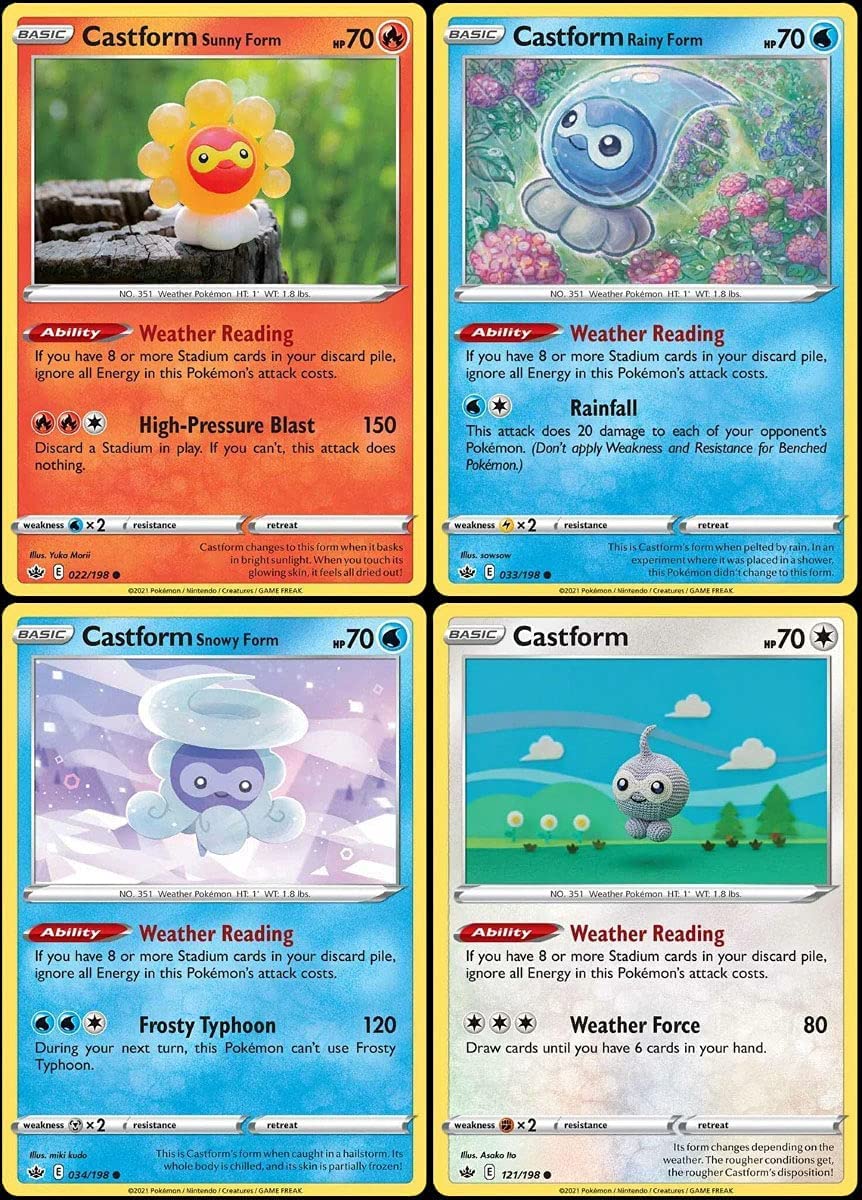 BASIC Castform Sunny Form HP 70
NO. 351 Weather Pokémon HT: 1' WT: 1.8 lbs.
Ability Weather Reading
If you have 8 or more Stadium cards in your discard pile,
ignore all Energy in this Pokémon's attack costs.
High-Pressure Blast 150
Discard a Stadium in play. If you can't, this attack does
nothing.
weakness ×2 resistance retreat
Illus. Yuka Morii
Castform changes to this form when it basks
in bright sunlight. When you touch its
glowing skin, it feels all dried out!
E 022/198
©2021 Pokémon / Nintendo / Creatures / GAME FREAK
BASIC Castform Rainy Form HP 70
NO. 351 Weather Pokémon HT: 1' WT: 1.8 lbs.
Ability Weather Reading
If you have 8 or more Stadium cards in your discard pile,
ignore all Energy in this Pokémon's attack costs.
Rainfall
This attack does 20 damage to each of your opponent's
Pokémon. (Don't apply Weakness and Resistance for Benched
Pokémon.)
weakness ×2 resistance retreat
Illus. sowsow
This is Castform's form when pelted by rain. In an
experiment where it was placed in a shower,
this Pokémon didn't change to this form.
E 033/198
©2021 Pokémon / Nintendo / Creatures / GAME FREAK
BASIC Castform Snowy Form HP 70
NO. 351 Weather Pokémon HT: 1' WT: 1.8 lbs.
Ability Weather Reading
If you have 8 or more Stadium cards in your discard pile,
ignore all Energy in this Pokémon's attack costs.
Frosty Typhoon 120
During your next turn, this Pokémon can't use Frosty
Typhoon.
weakness ×2 resistance retreat
Illus. miki kudo
This is Castform's form when caught in a hailstorm. Its
whole body is chilled, and its skin is partially frozen!
E 034/198
©2021 Pokémon / Nintendo / Creatures / GAME FREAK
BASIC Castform HP 70
NO. 351 Weather Pokémon HT: 1' WT: 1.8 lbs.
Ability Weather Reading
If you have 8 or more Stadium cards in your discard pile,
ignore all Energy in this Pokémon's attack costs.
Weather Force 80
Draw cards until you have 6 cards in your hand.
weakness ×2 resistance retreat
Illus. Asako Ito
Its form changes depending on the
weather. The rougher conditions get,
the rougher Castform's disposition!
E 121/198
©2021 Pokémon / Nintendo / Creatures / GAME FREAK